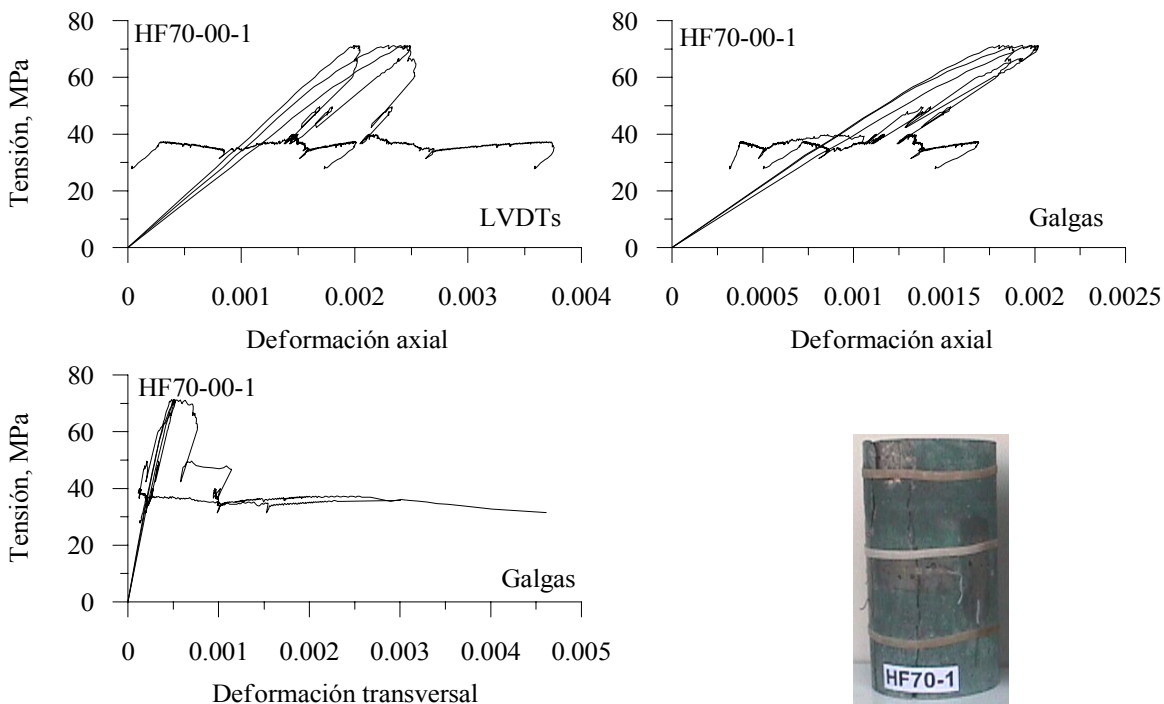 HF70-00-1
80
60
40
20
0
Tensión, MPa
LVDTs
0 0.001 0.002 0.003 0.004
Deformación axial
HF70-00-1
80
60
40
20
0
Galgas
0 0.0005 0.001 0.0015 0.002 0.0025
Deformación axial
HF70-00-1
80
60
40
20
0
Tensión, MPa
Galgas
0 0.001 0.002 0.003 0.004 0.005
Deformación transversal
HF70-1